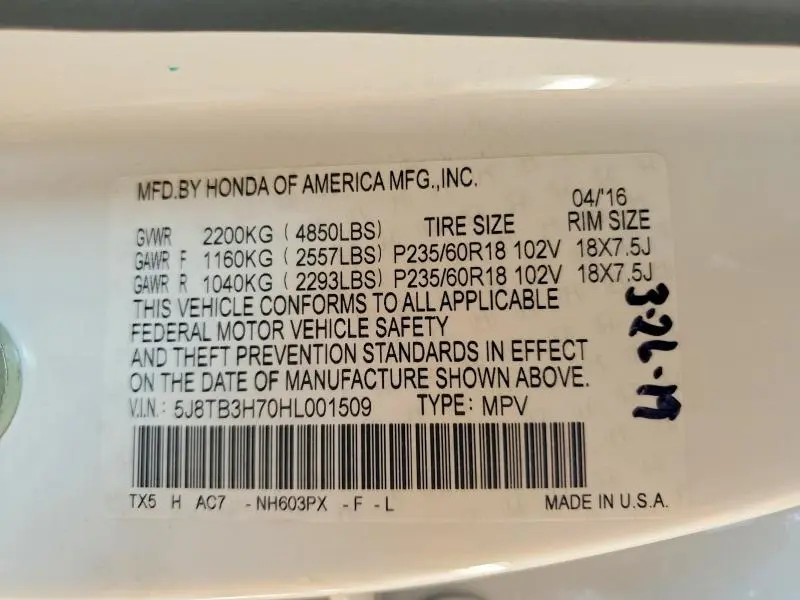 MFD.BY HONDA OF AMERICA MFG.,INC.
04/'16
GVWR 2200KG ( 4850LBS) TIRE SIZE RIM SIZE
GAWR F 1160KG ( 2557LBS) P235/60R18 102V 18X7.5J
GAWR R 1040KG ( 2293LBS) P235/60R18 102V 18X7.5J
THIS VEHICLE CONFORMS TO ALL APPLICABLE
FEDERAL MOTOR VEHICLE SAFETY
AND THEFT PREVENTION STANDARDS IN EFFECT
ON THE DATE OF MANUFACTURE SHOWN ABOVE.
V.I.N.: 5J8TB3H70HL001509 TYPE: MPV
TX5 H AC7 -NH603PX -F -L MADE IN U.S.A.